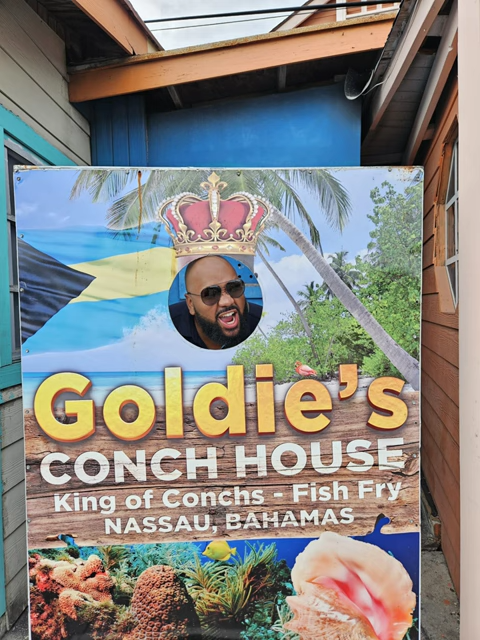 Goldie's
CONCH HOUSE
King of Conchs - Fish Fry
NASSAU, BAHAMAS